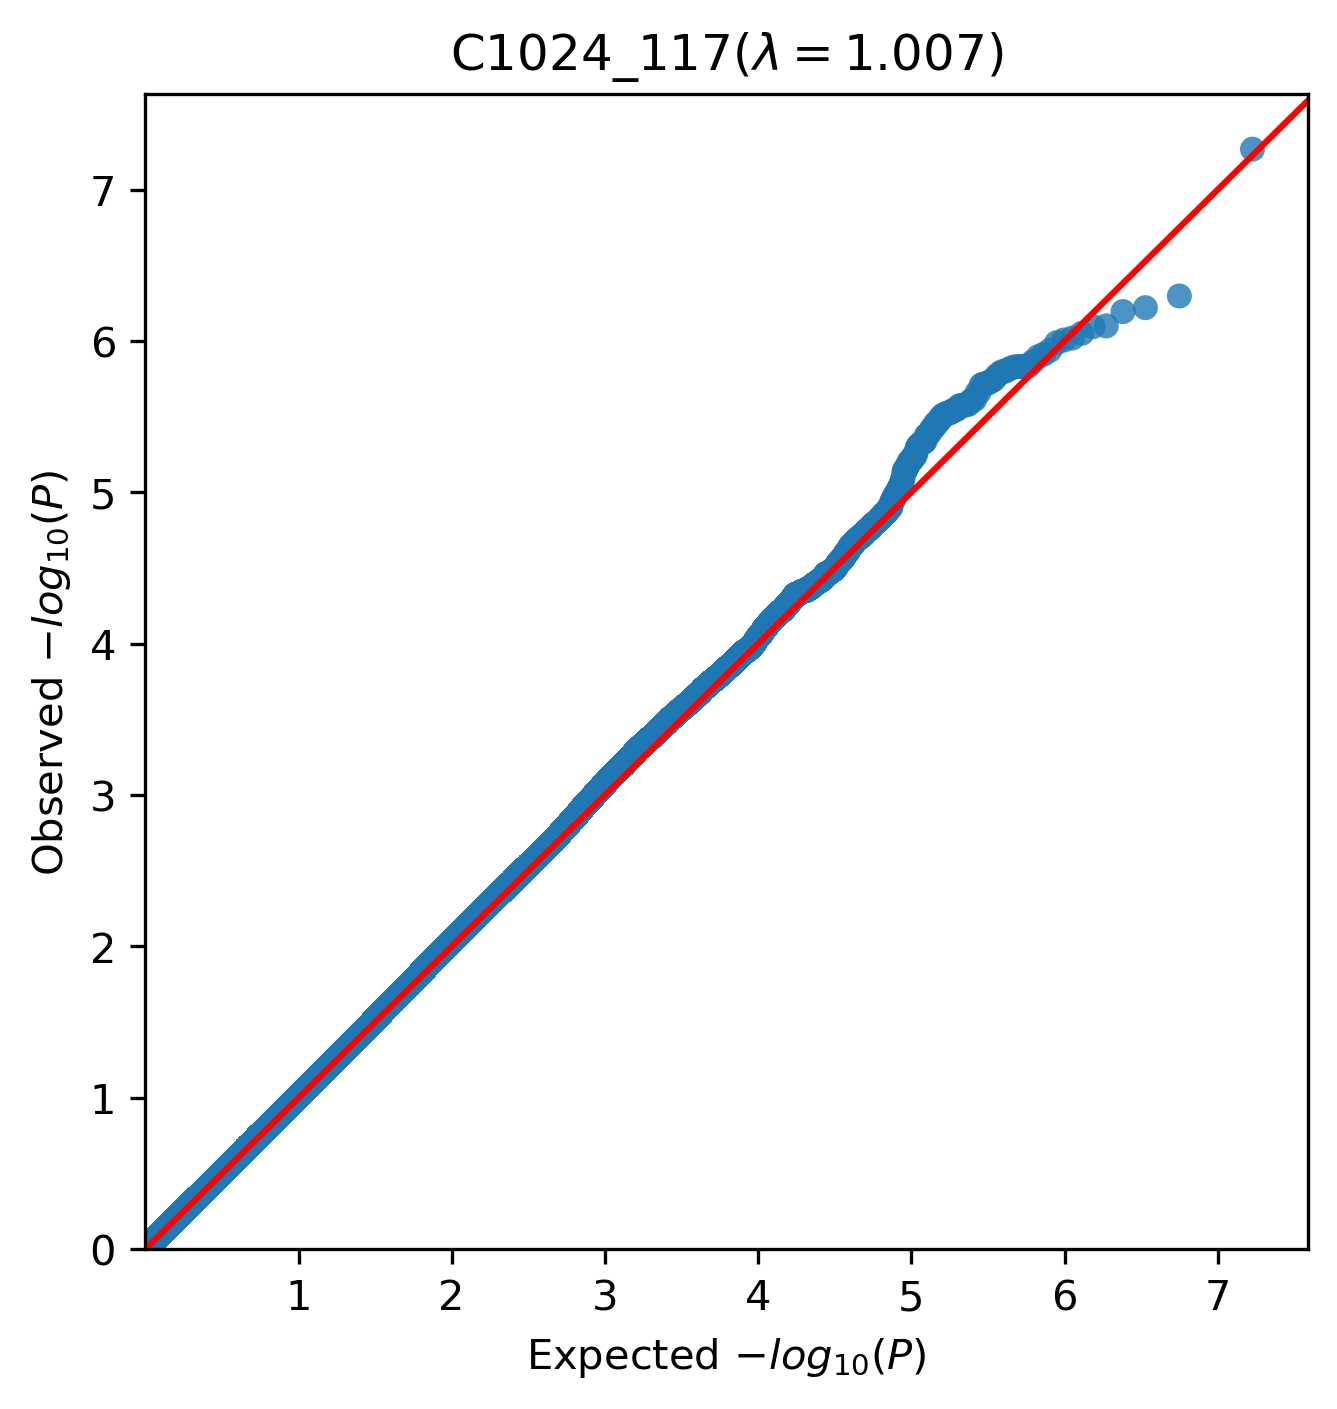 C1024_117(λ = 1.007)
Observed −log₁₀(P)
7
6
5
4
3
2
1
0
1 2 3 4 5 6 7
Expected −log₁₀(P)